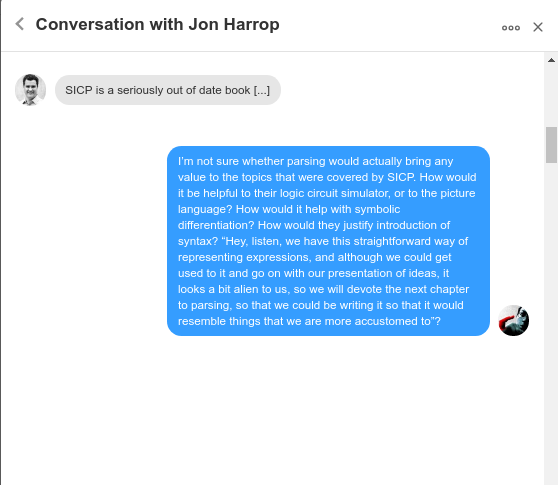 Conversation with Jon Harrop
SICP is a seriously out of date book [...]
I'm not sure whether parsing would actually bring any
value to the topics that were covered by SICP. How would
it be helpful to their logic circuit simulator, or to the picture
language? How would it help with symbolic
differentiation? How would they justify introduction of
syntax? "Hey, listen, we have this straightforward way of
representing expressions, and although we could get
used to it and go on with our presentation of ideas, it
looks a bit alien to us, so we will devote the next chapter
to parsing, so that we could be writing it so that it would
resemble things that we are more accustomed to"?